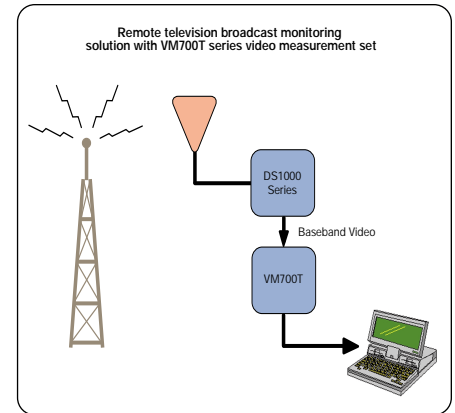 Remote television broadcast monitoring
solution with VM700T series video measurement set
DS1000
Series
Baseband Video
VM700T